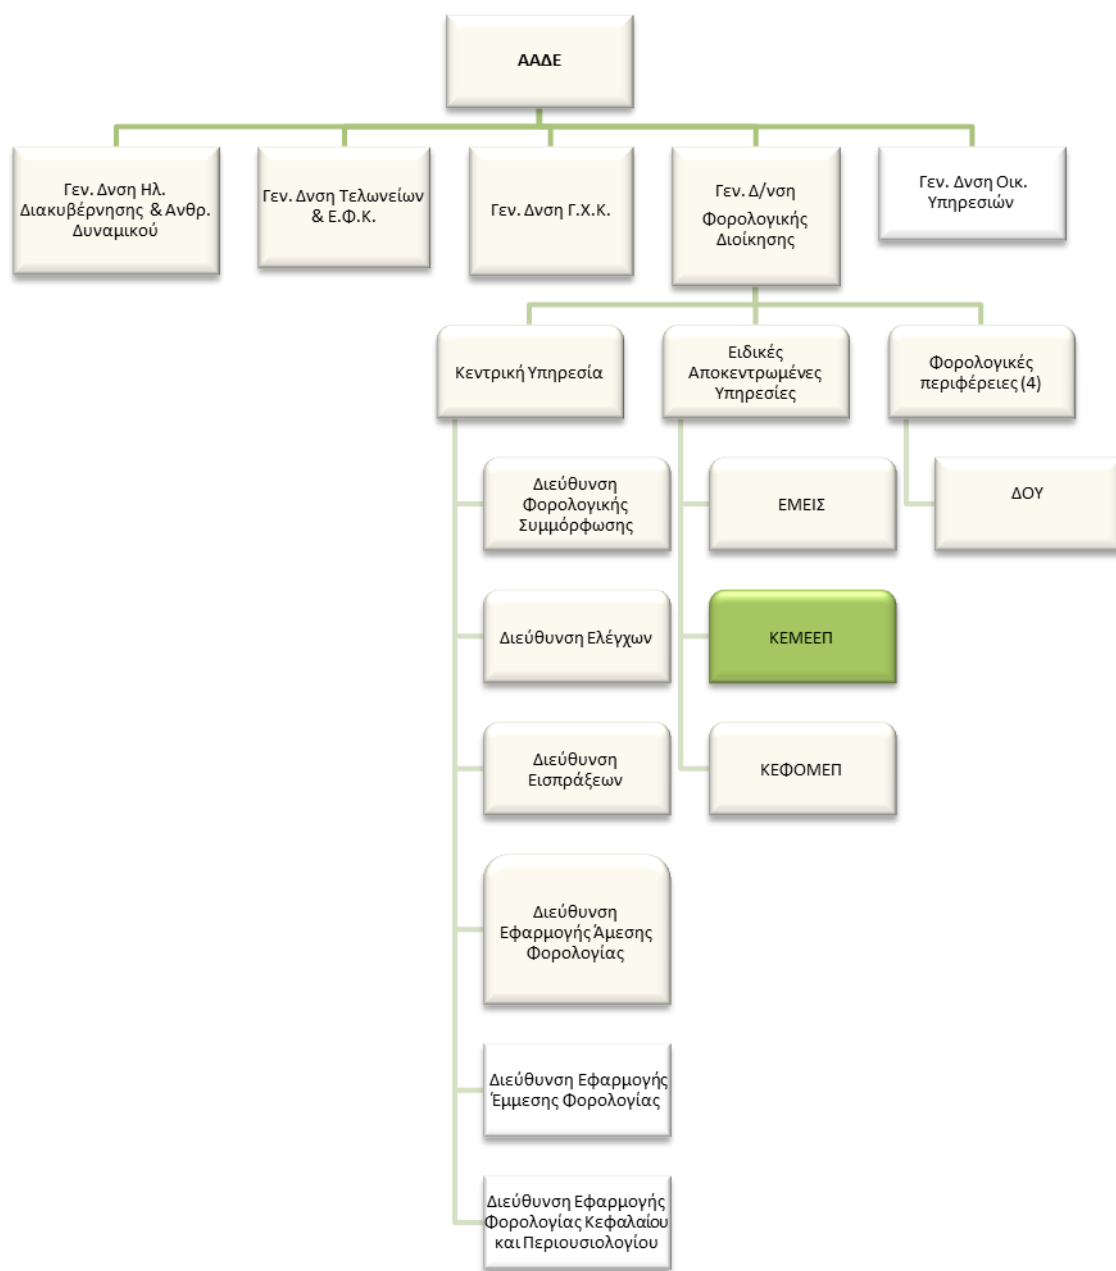 ΑΑΔΕ
Γεν. Δνση Ηλ.
Διακυβέρνησης & Ανθρ.
Δυναμικού
Γεν. Δνση Τελωνείων
& Ε.Φ.Κ.
Γεν. Δνση Γ.Χ.Κ.
Γεν. Δ/νση
Φορολογικής
Διοίκησης
Γεν. Δνση Οικ.
Υπηρεσιών
Κεντρική Υπηρεσία
Ειδικές
Αποκεντρωμένες
Υπηρεσίες
Φορολογικές
περιφέρειες (4)
Διεύθυνση
Φορολογικής
Συμμόρφωσης
ΕΜΕΙΣ
ΔΟΥ
Διεύθυνση Ελέγχων
ΚΕΜΕΕΠ
Διεύθυνση
Εισπράξεων
ΚΕΦΟΜΕΠ
Διεύθυνση
Εφαρμογής Άμεσης
Φορολογίας
Διεύθυνση Εφαρμογής
Έμμεσης Φορολογίας
Διεύθυνση Εφαρμογής
Φορολογίας Κεφαλαίου
και Περιουσιολογίου